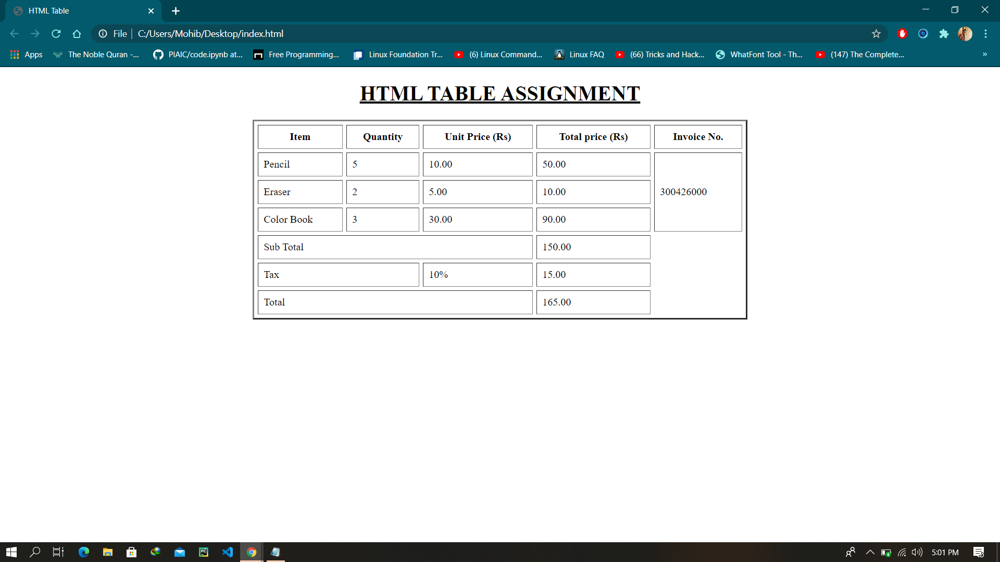 HTML Table
File C:/Users/Mohib/Desktop/index.html
Apps The Noble Quran -... PIAIC/code.ipynb at... Free Programming... Linux Foundation Tr... (6) Linux Command... Linux FAQ (66) Tricks and Hack... WhatFont Tool - Th... (147) The Complete... »
HTML TABLE ASSIGNMENT
Item Quantity Unit Price (Rs) Total price (Rs) Invoice No.
Pencil 5 10.00 50.00
Eraser 2 5.00 10.00 300426000
Color Book 3 30.00 90.00
Sub Total 150.00
Tax 10% 15.00
Total 165.00
5:01 PM